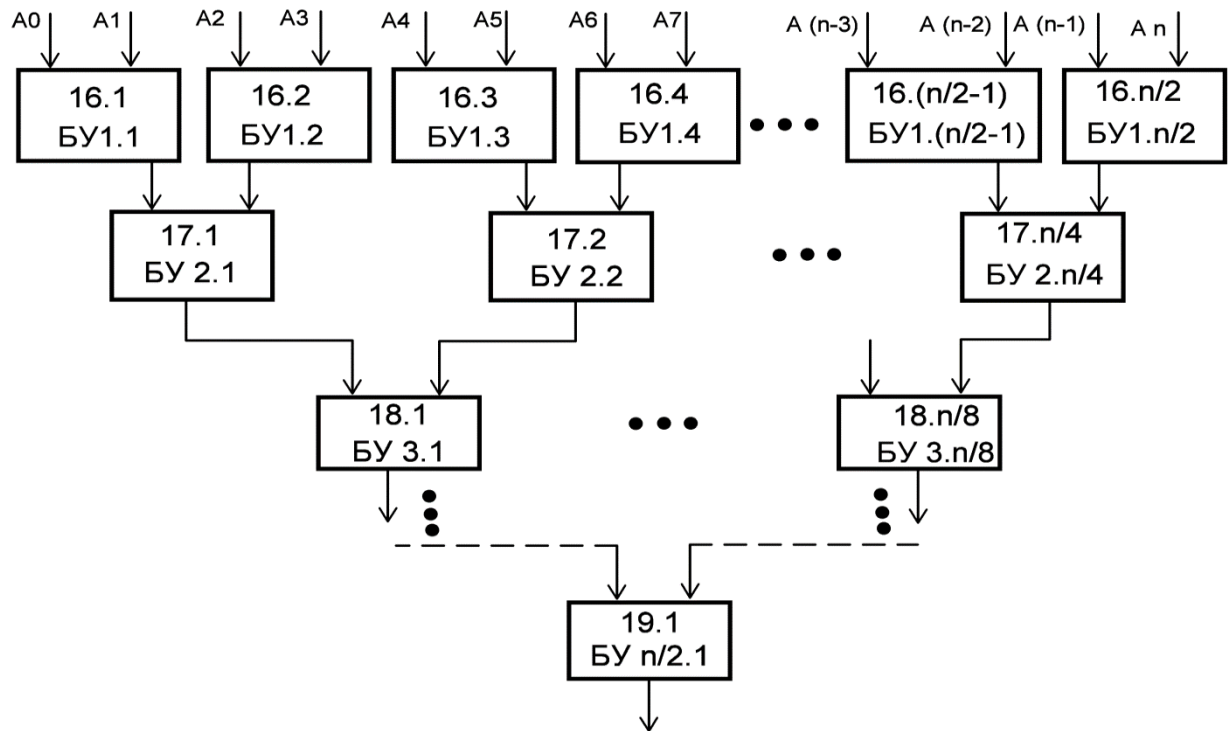 A0 A1 A2 A3 A4 A5 A6 A7 A (n-3) A (n-2) A (n-1) A n
16.1 16.2 16.3 16.4 16.(n/2-1) 16.n/2
БУ1.1 БУ1.2 БУ1.3 БУ1.4 БУ1.(n/2-1) БУ1.n/2
17.1 17.2 17.n/4
БУ 2.1 БУ 2.2 БУ 2.n/4
18.1 18.n/8
БУ 3.1 БУ 3.n/8
19.1
БУ n/2.1